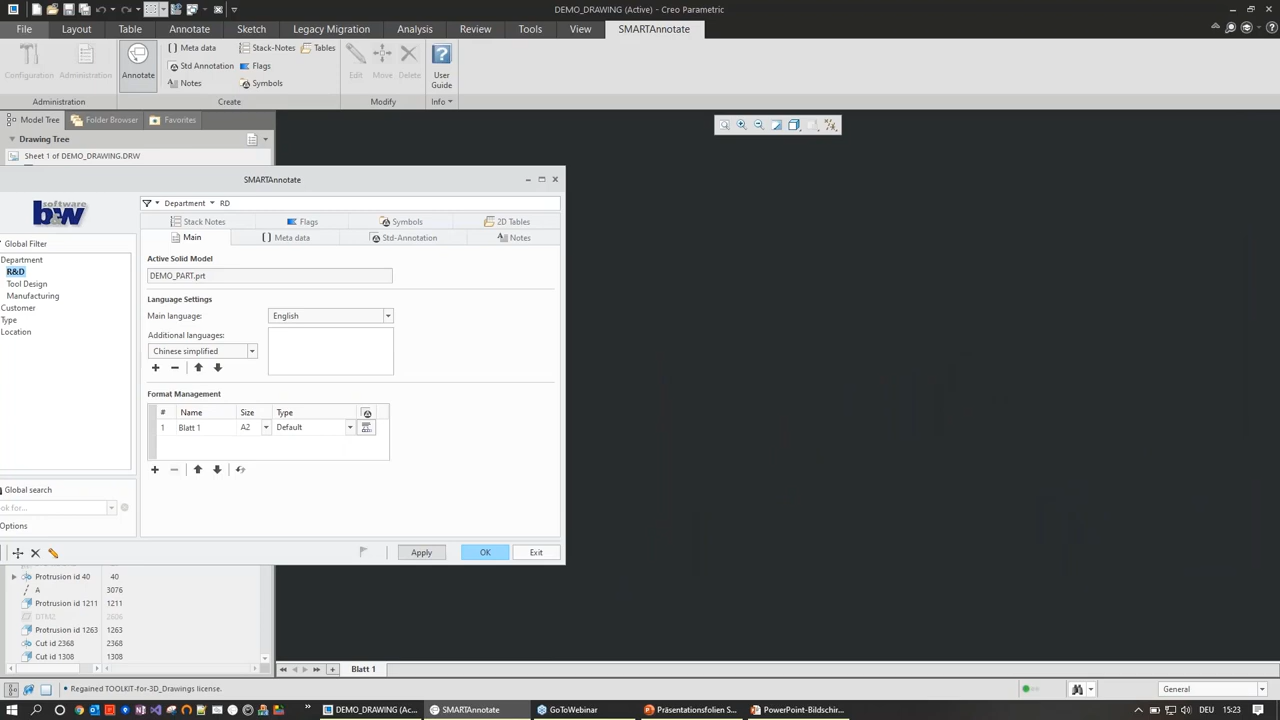 DEMO_DRAWING (Active) - Creo Parametric
File Layout Table Annotate Sketch Legacy Migration Analysis Review Tools View SMARTAnnotate
Configuration Administration Annotate Meta data Stack-Notes Tables Edit Move Delete User Guide
Std Annotation Flags
Notes Symbols
Administration Create Modify Info
Model Tree Folder Browser Favorites
Drawing Tree
Sheet 1 of DEMO_DRAWING.DRW
SMARTAnnotate
software
b&w
Department RD
Stack Notes Flags Symbols 2D Tables
Main Meta data Std-Annotation Notes
Global Filter
Department
R&D
Tool Design
Manufacturing
Customer
Type
Location
Active Solid Model
DEMO_PART.prt
Language Settings
Main language: English
Additional languages:
Chinese simplified
Format Management
# Name Size Type
1 Blatt 1 A2 Default
Global search
ok for...
Options
Apply OK Exit
Protrusion id 40 40
A 3076
Protrusion id 1211 1211
DTM2 2606
Protrusion id 1263 1263
Cut id 2368 2368
Cut id 1308 1308
Blatt 1
• Regained TOOLKIT-for-3D_Drawings license.
General
DEMO_DRAWING (Ac... SMARTAnnotate GoToWebinar Präsentationsfolien S... PowerPoint-Bildschir... DEU 15:23